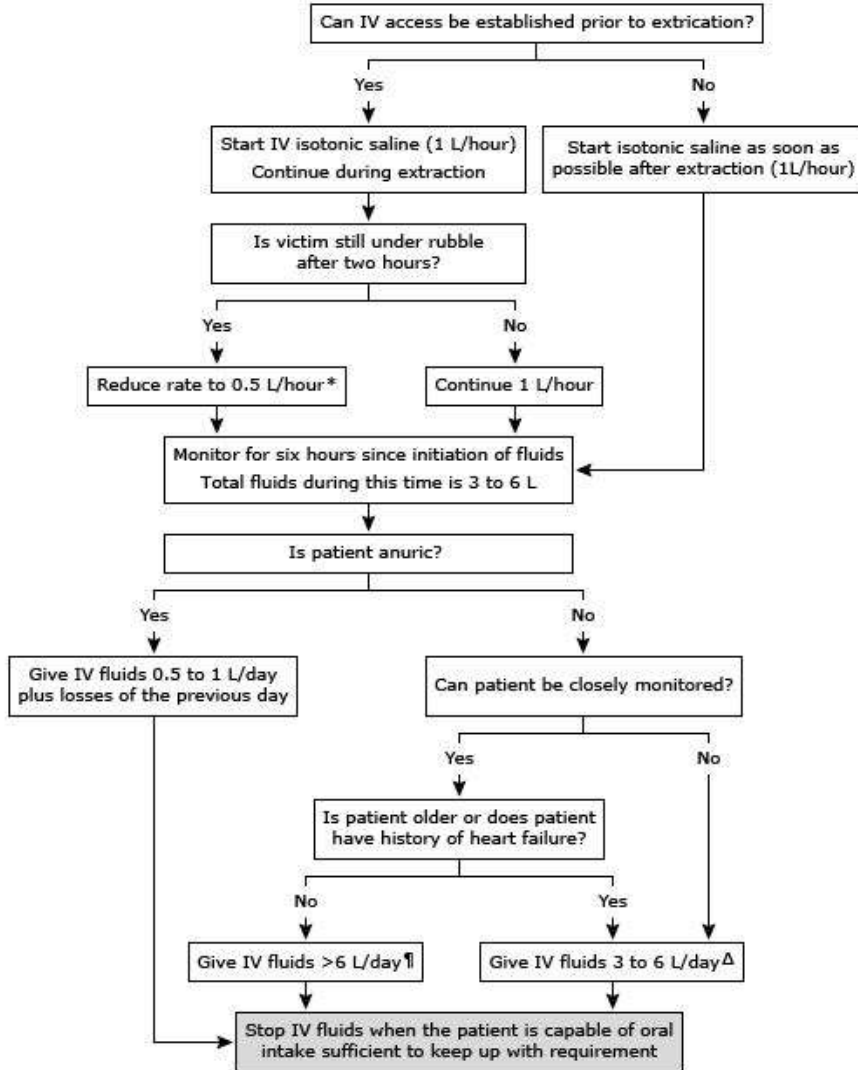 Can IV access be established prior to extrication?
Yes
No
Start IV isotonic saline (1 L/hour)
Continue during extraction
Start isotonic saline as soon as
possible after extraction (1L/hour)
Is victim still under rubble
after two hours?
Yes
No
Reduce rate to 0.5 L/hour*
Continue 1 L/hour
Monitor for six hours since initiation of fluids
Total fluids during this time is 3 to 6 L
Is patient anuric?
Yes
No
Give IV fluids 0.5 to 1 L/day
plus losses of the previous day
Can patient be closely monitored?
Yes
No
Is patient older or does patient
have history of heart failure?
No
Yes
Give IV fluids >6 L/day¶
Give IV fluids 3 to 6 L/dayΔ
Stop IV fluids when the patient is capable of oral
intake sufficient to keep up with requirement